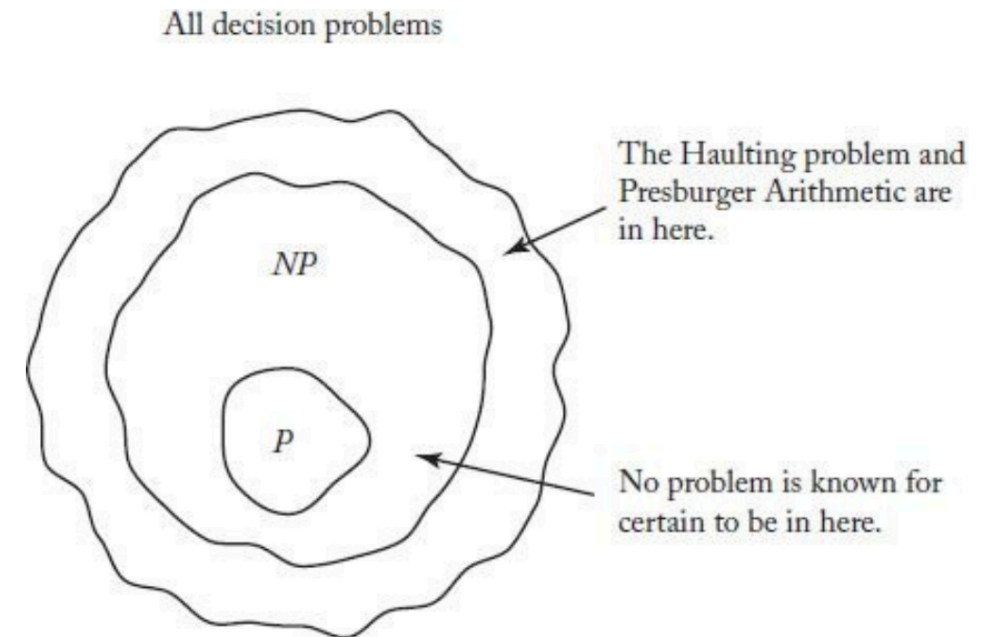 All decision problems
The Haulting problem and
Presburger Arithmetic are
in here.
NP
P
No problem is known for
certain to be in here.